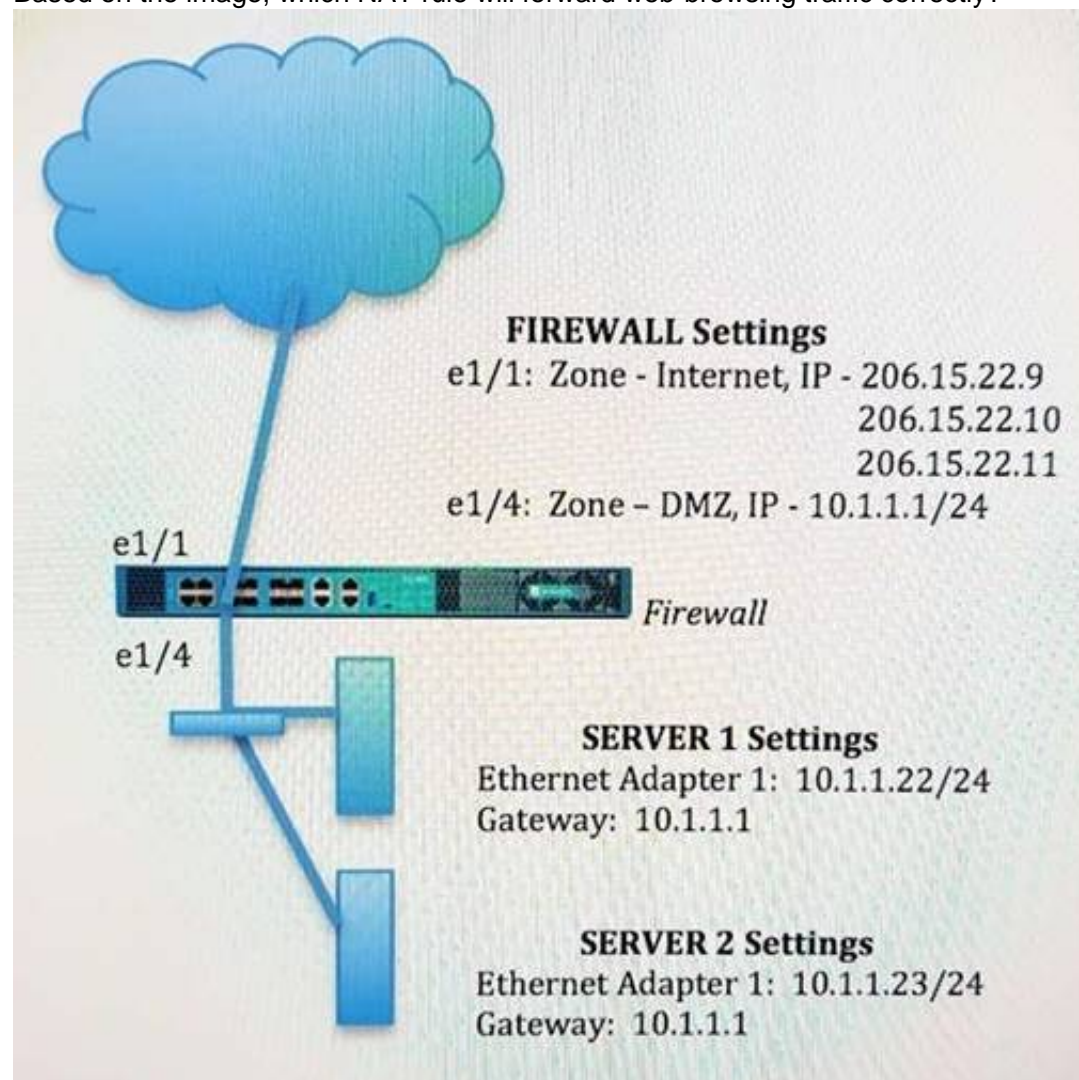 Based on the image, which NAT rule will forward web-browsing traffic correctly?
FIREWALL Settings
e1/1: Zone - Internet, IP - 206.15.22.9
206.15.22.10
206.15.22.11
e1/4: Zone – DMZ, IP - 10.1.1.1/24
e1/1
Firewall
e1/4
SERVER 1 Settings
Ethernet Adapter 1: 10.1.1.22/24
Gateway: 10.1.1.1
SERVER 2 Settings
Ethernet Adapter 1: 10.1.1.23/24
Gateway: 10.1.1.1